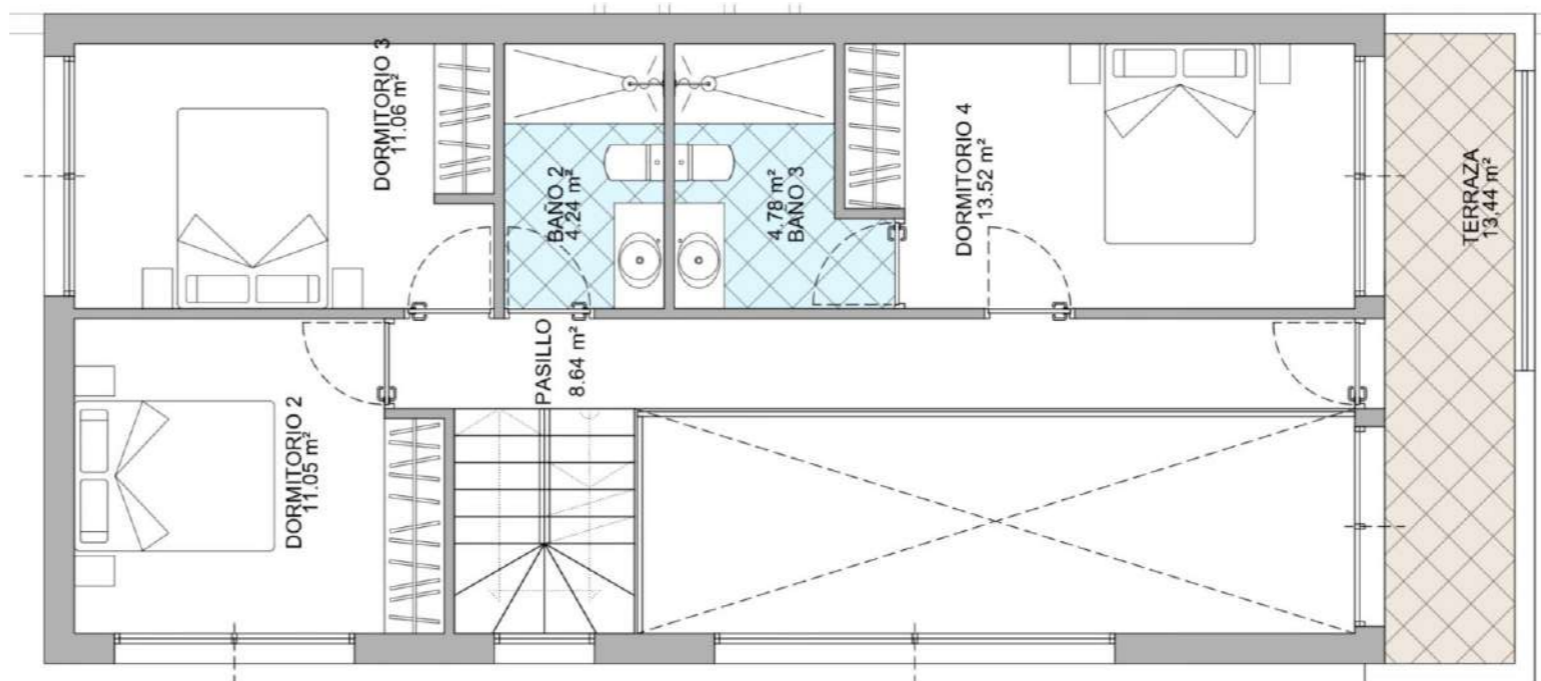 DORMITORIO 3
11.06 m²
BAÑO 2
4.24 m²
4.78 m²
BAÑO 3
DORMITORIO 4
13.52 m²
TERRAZA
13.44 m²
PASILLO
8.64 m²
DORMITORIO 2
11.05 m²